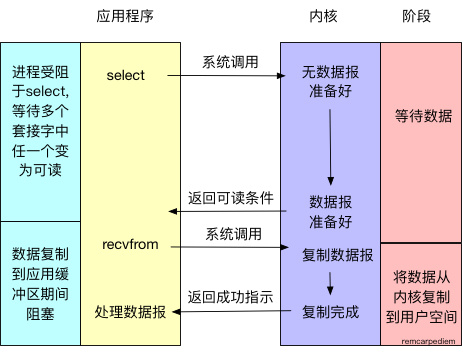 应用程序
内核
阶段
进程受阻
于select,
等待多个
套接字中
任一个变
为可读
select
系统调用
无数据报
准备好
等待数据
返回可读条件
数据报
准备好
数据复制
到应用缓
冲区期间
阻塞
recvfrom
系统调用
复制数据报
将数据从
内核复制
到用户空间
处理数据报
返回成功指示
复制完成
remcarpediem